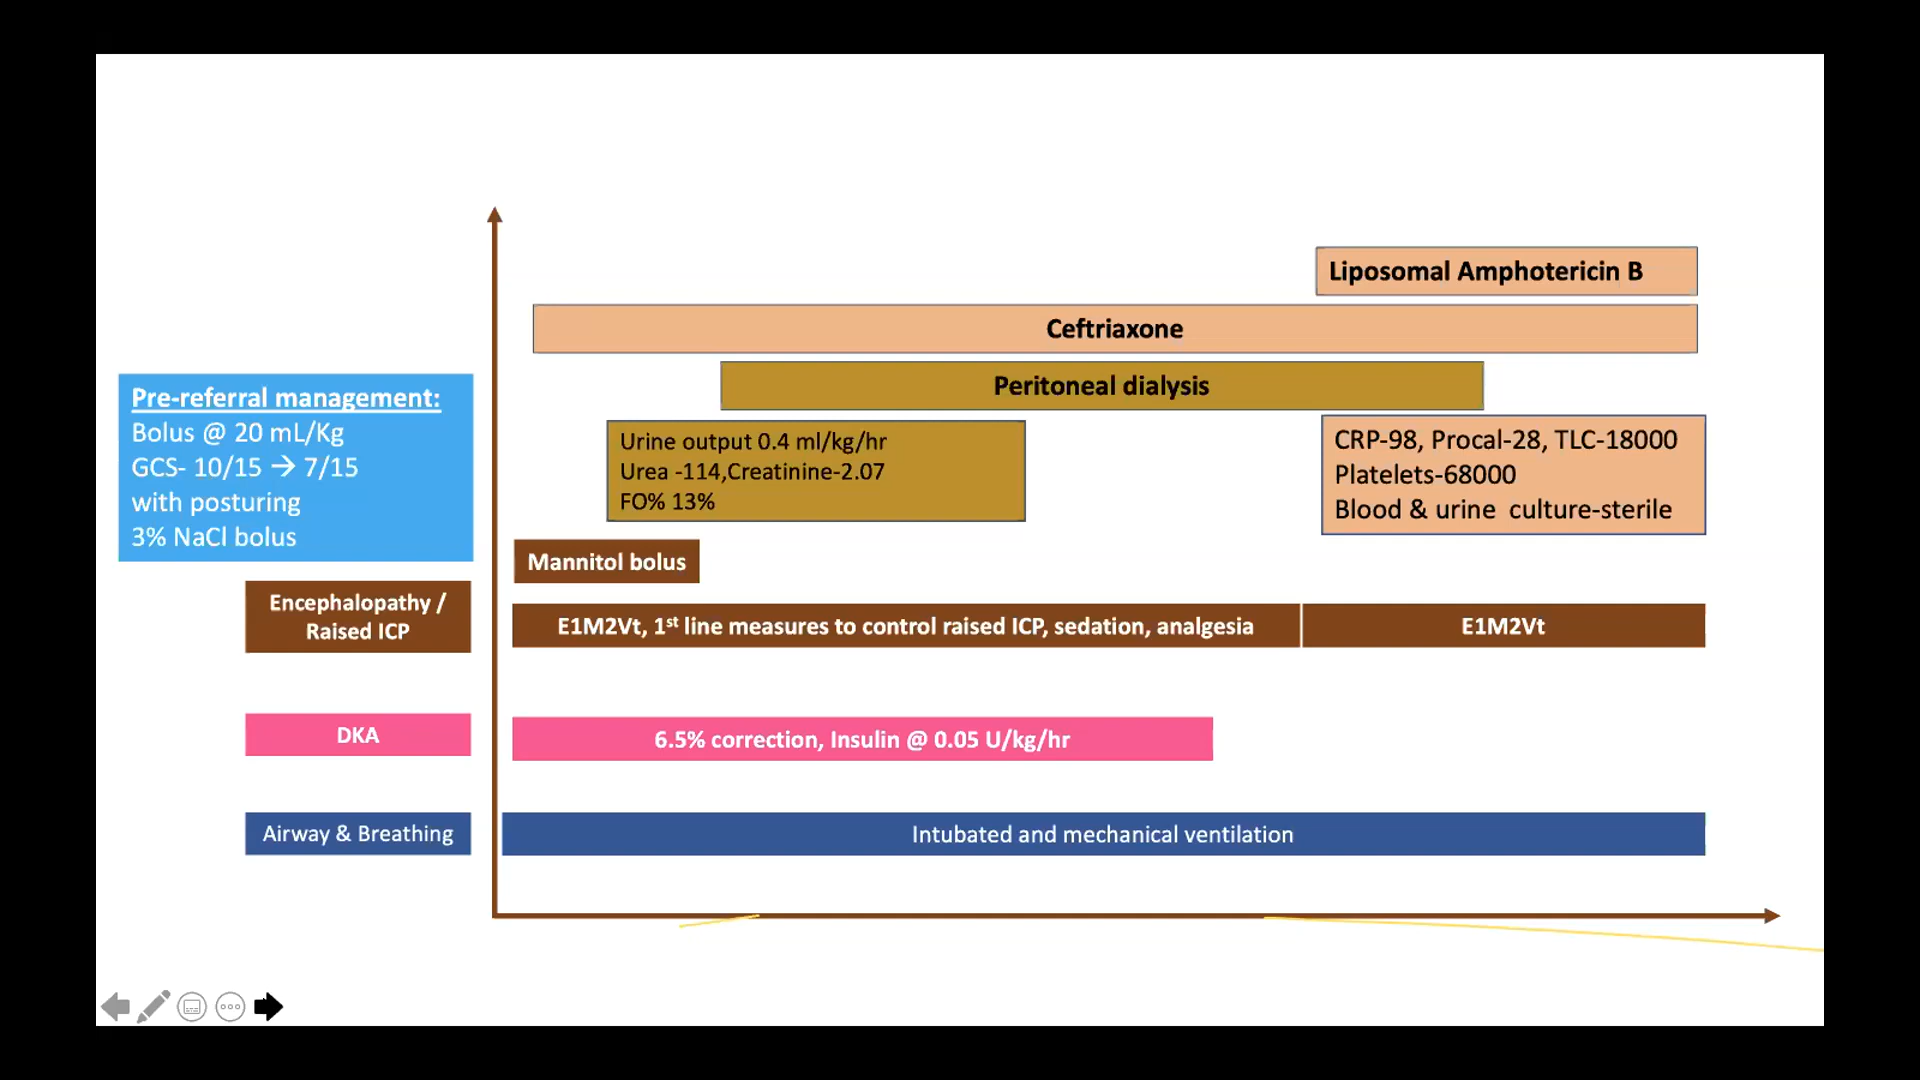 Liposomal Amphotericin B
Ceftriaxone
Peritoneal dialysis
Pre-referral management:
Bolus @ 20 mL/Kg
GCS- 10/15 → 7/15
with posturing
3% NaCl bolus
Urine output 0.4 ml/kg/hr
Urea -114,Creatinine-2.07
FO% 13%
CRP-98, Procal-28, TLC-18000
Platelets-68000
Blood & urine culture-sterile
Mannitol bolus
Encephalopathy /
Raised ICP
E1M2Vt, 1st line measures to control raised ICP, sedation, analgesia
E1M2Vt
DKA
6.5% correction, Insulin @ 0.05 U/kg/hr
Airway & Breathing
Intubated and mechanical ventilation